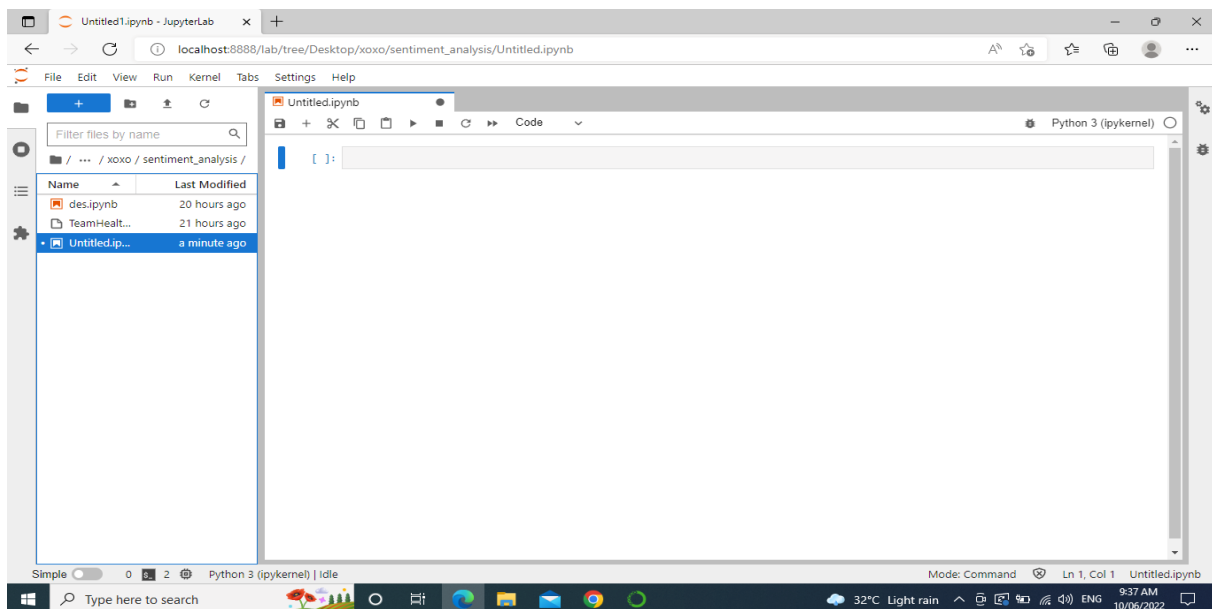 Untitled1.ipynb - JupyterLab
localhost:8888/lab/tree/Desktop/xoxo/sentiment_analysis/Untitled.ipynb
File Edit View Run Kernel Tabs Settings Help
Untitled.ipynb
Code
Python 3 (ipykernel)
Filter files by name
/ ··· / xoxo / sentiment_analysis /
[ ]:
Name Last Modified
des.ipynb 20 hours ago
TeamHealt... 21 hours ago
Untitled.ip... a minute ago
Simple 0 2 Python 3 (ipykernel) | Idle
Mode: Command Ln 1, Col 1 Untitled.ipynb
Type here to search
32°C Light rain ENG
9:37 AM
10/06/2022